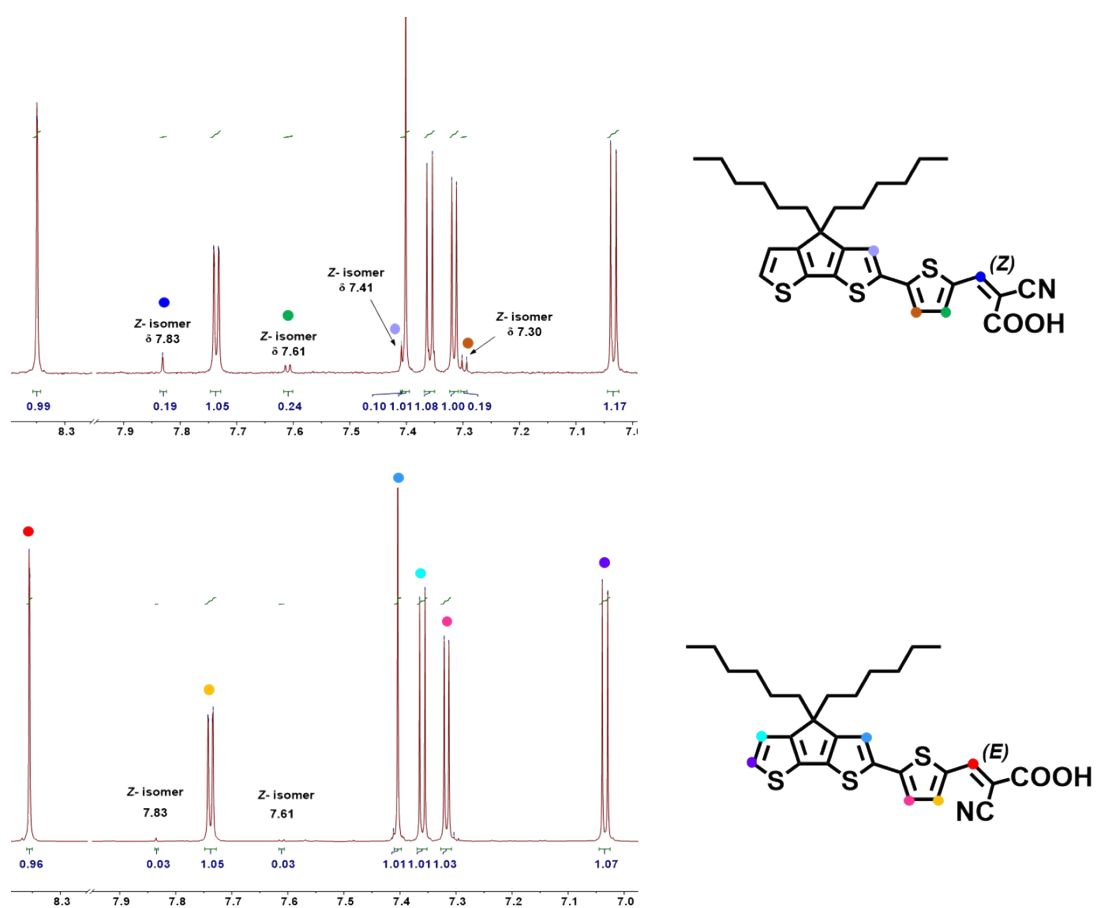 Z- isomer
δ 7.41
Z- isomer
δ 7.83
Z- isomer
δ 7.61
Z- isomer
δ 7.30
0.99 0.19 1.05 0.24 0.10 1.01 1.08 1.00 0.19 1.17
8.3 7.9 7.8 7.7 7.6 7.5 7.4 7.3 7.2 7.1 7.0
S S S (Z) CN
COOH
Z- isomer
7.83
Z- isomer
7.61
0.96 0.03 1.05 0.03 1.01 1.01 1.03 1.07
8.3 7.9 7.8 7.7 7.6 7.5 7.4 7.3 7.2 7.1 7.0
S S S (E) COOH
NC